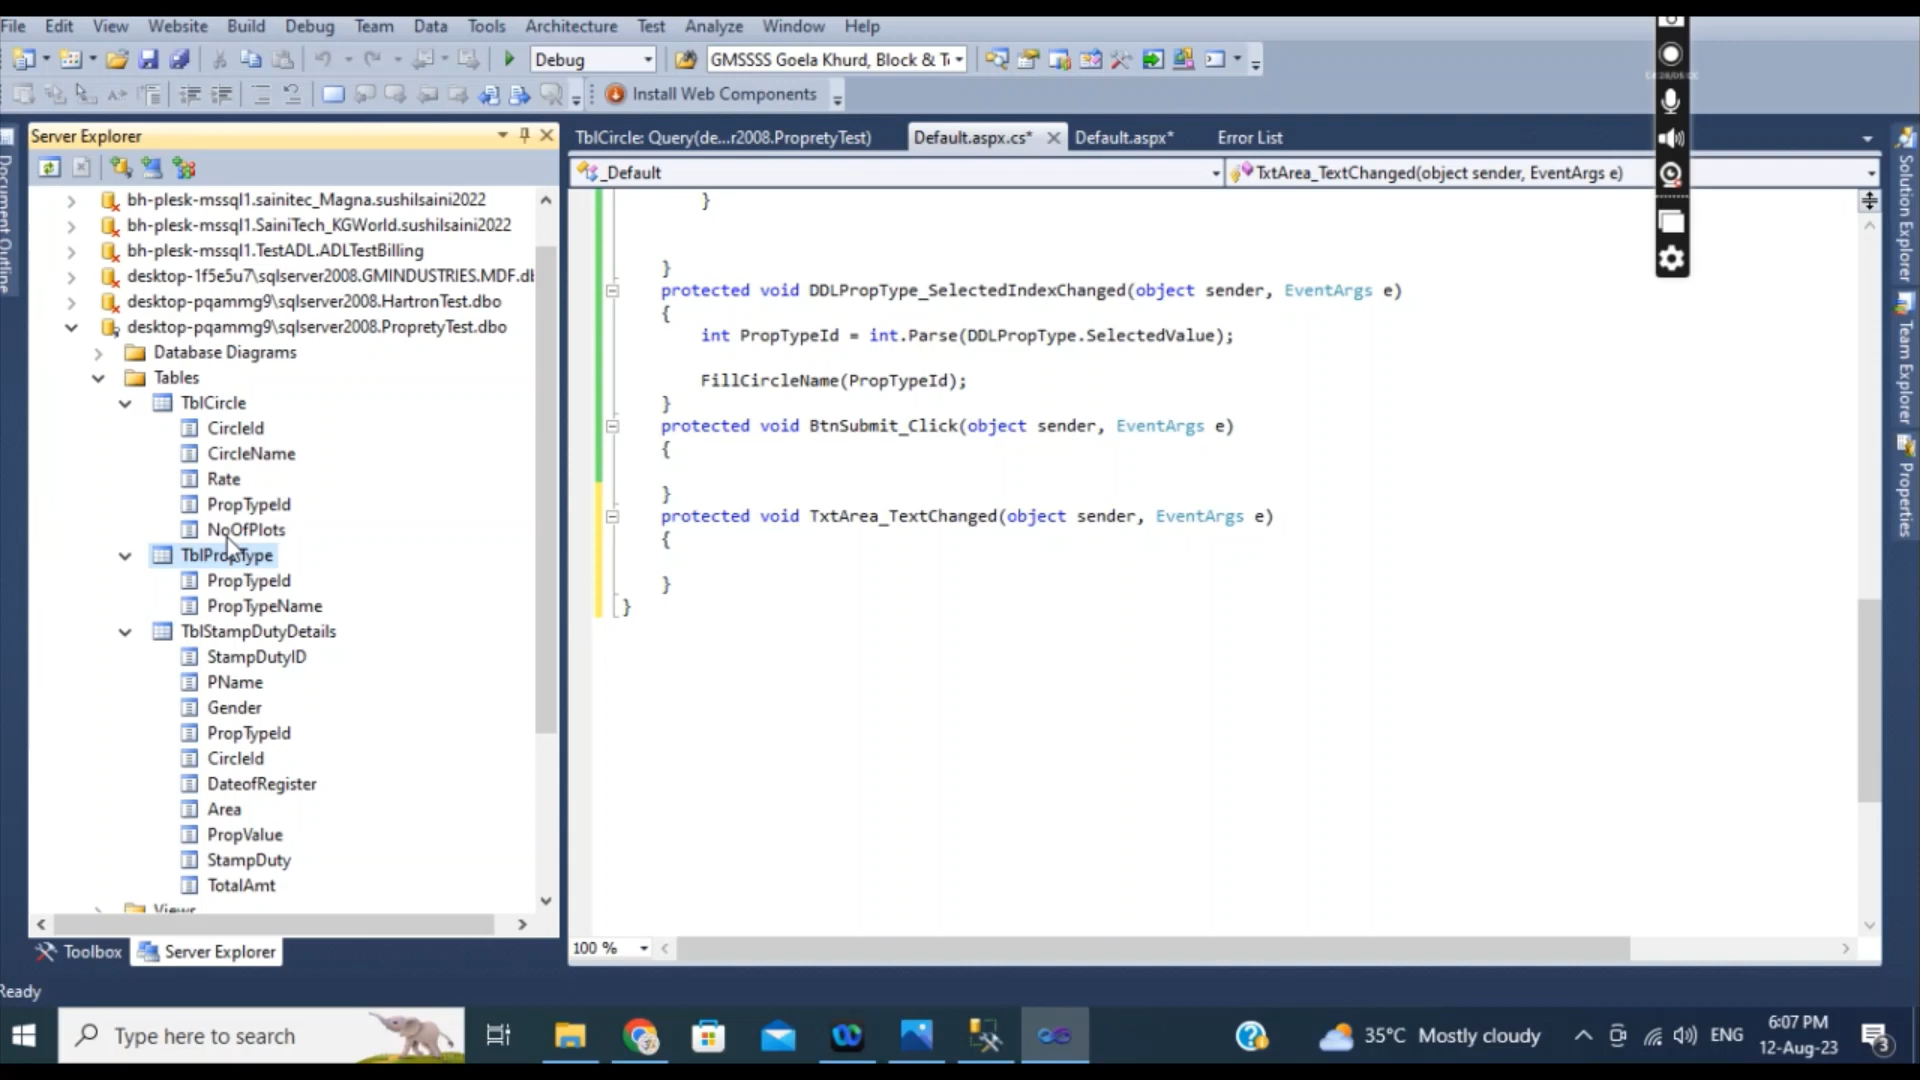 File Edit View Website Build Debug Team Data Tools Architecture Test Analyze Window Help
Debug GMSSSS Goela Khurd, Block & T
Install Web Components
Server Explorer
TblCircle: Query(de...r2008.PropretyTest) Default.aspx.cs* Default.aspx* Error List
_Default TxtArea_TextChanged(object sender, EventArgs e)
Document Outline
Solution Explorer
Team Explorer
Properties
bh-plesk-mssql1.sainitec_Magna.sushilsaini2022
bh-plesk-mssql1.SainiTech_KGWorld.sushilsaini2022
bh-plesk-mssql1.TestADL.ADLTestBilling
desktop-1f5e5u7\sqlserver2008.GMINDUSTRIES.MDF.db
desktop-pqammg9\sqlserver2008.HartronTest.dbo
desktop-pqammg9\sqlserver2008.PropretyTest.dbo
Database Diagrams
Tables
TblCircle
CircleId
CircleName
Rate
PropTypeId
NoOfPlots
TblPropType
PropTypeId
PropTypeName
TblStampDutyDetails
StampDutyID
PName
Gender
PropTypeId
CircleId
DateofRegister
Area
PropValue
StampDuty
TotalAmt
Views
}
}
protected void DDLPropType_SelectedIndexChanged(object sender, EventArgs e)
{
int PropTypeId = int.Parse(DDLPropType.SelectedValue);
FillCircleName(PropTypeId);
}
protected void BtnSubmit_Click(object sender, EventArgs e)
{
}
protected void TxtArea_TextChanged(object sender, EventArgs e)
{
}
}
100 %
Toolbox Server Explorer
Ready
Type here to search
35°C Mostly cloudy ENG 6:07 PM
12-Aug-23
3